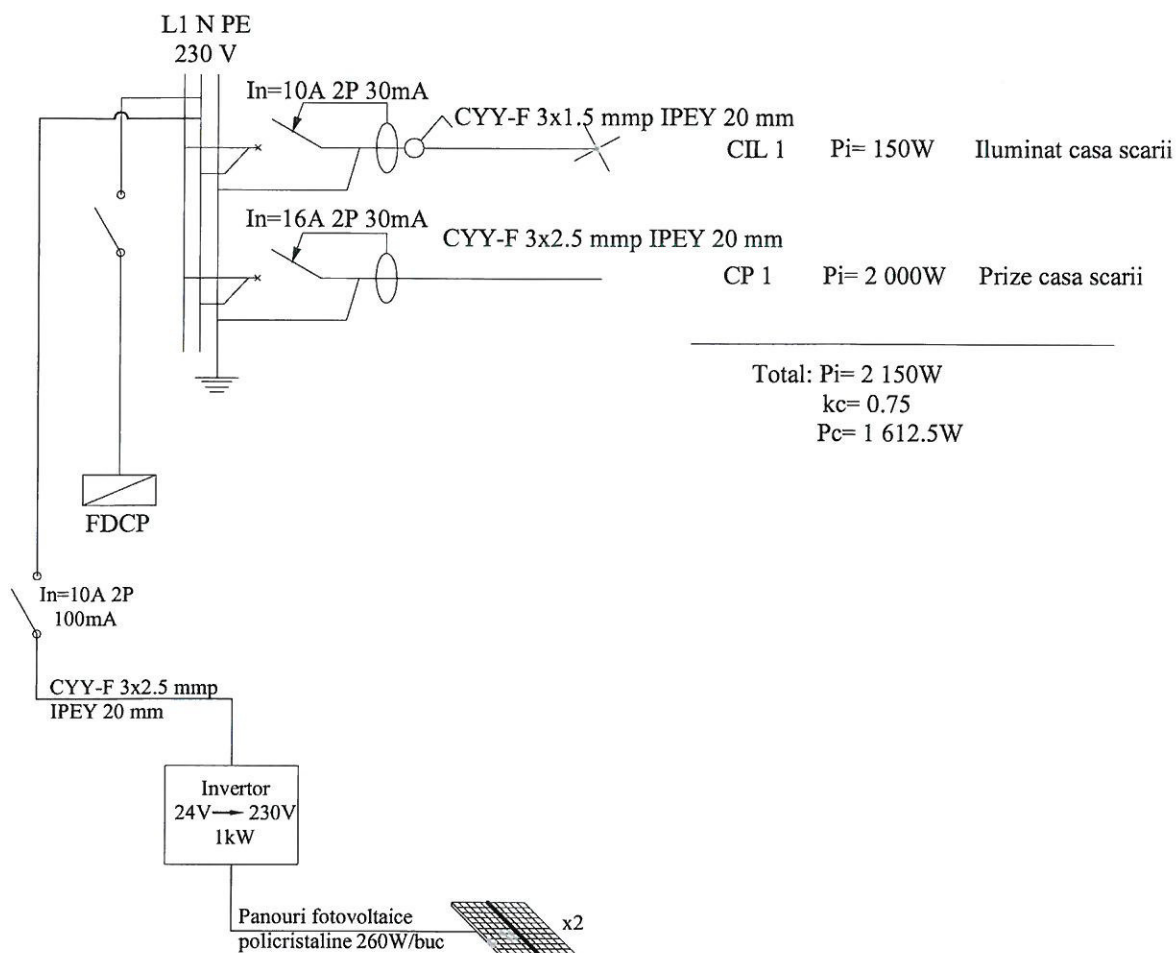 L1 N PE
230 V
In=10A 2P 30mA
CYY-F 3x1.5 mmp IPEY 20 mm
CIL 1 Pi= 150W Iluminat casa scarii
In=16A 2P 30mA
CYY-F 3x2.5 mmp IPEY 20 mm
CP 1 Pi= 2 000W Prize casa scarii
Total: Pi= 2 150W
kc= 0.75
Pc= 1 612.5W
FDCP
In=10A 2P
100mA
CYY-F 3x2.5 mmp
IPEY 20 mm
Invertor
24V → 230V
1kW
Panouri fotovoltaice
policristaline 260W/buc
x2